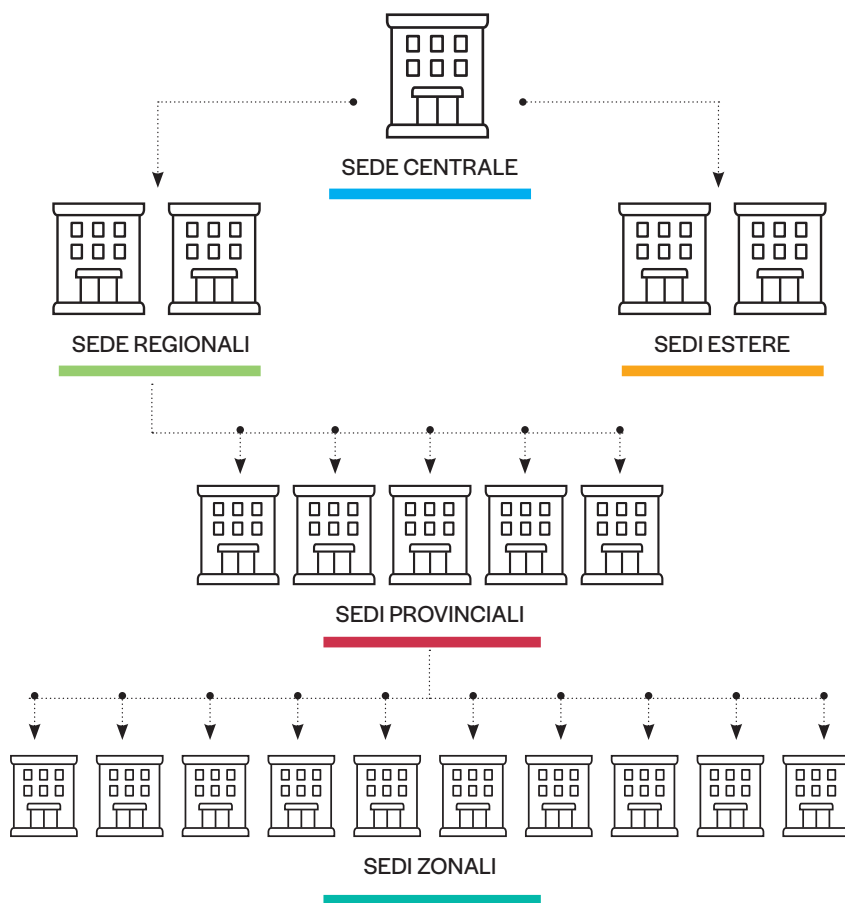 SEDE CENTRALE
SEDE REGIONALI
SEDI ESTERE
SEDI PROVINCIALI
SEDI ZONALI